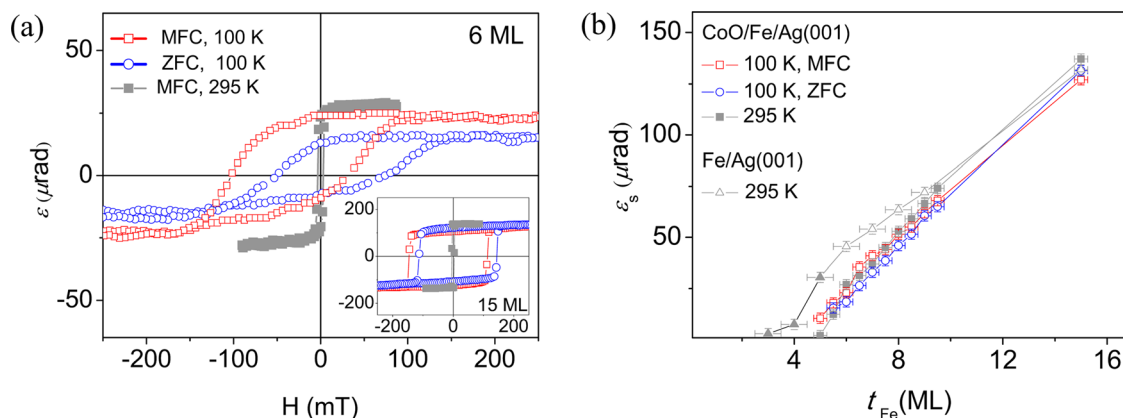 (a)
50
0
-50
ε (μrad)
MFC, 100 K
ZFC, 100 K
MFC, 295 K
6 ML
200
100
0
-100
-200
-200
0
200
15 ML
-200
-100
0
100
200
H (mT)
(b)
150
100
50
εs (μrad)
CoO/Fe/Ag(001)
100 K, MFC
100 K, ZFC
295 K
Fe/Ag(001)
295 K
4
8
12
16
tFe(ML)